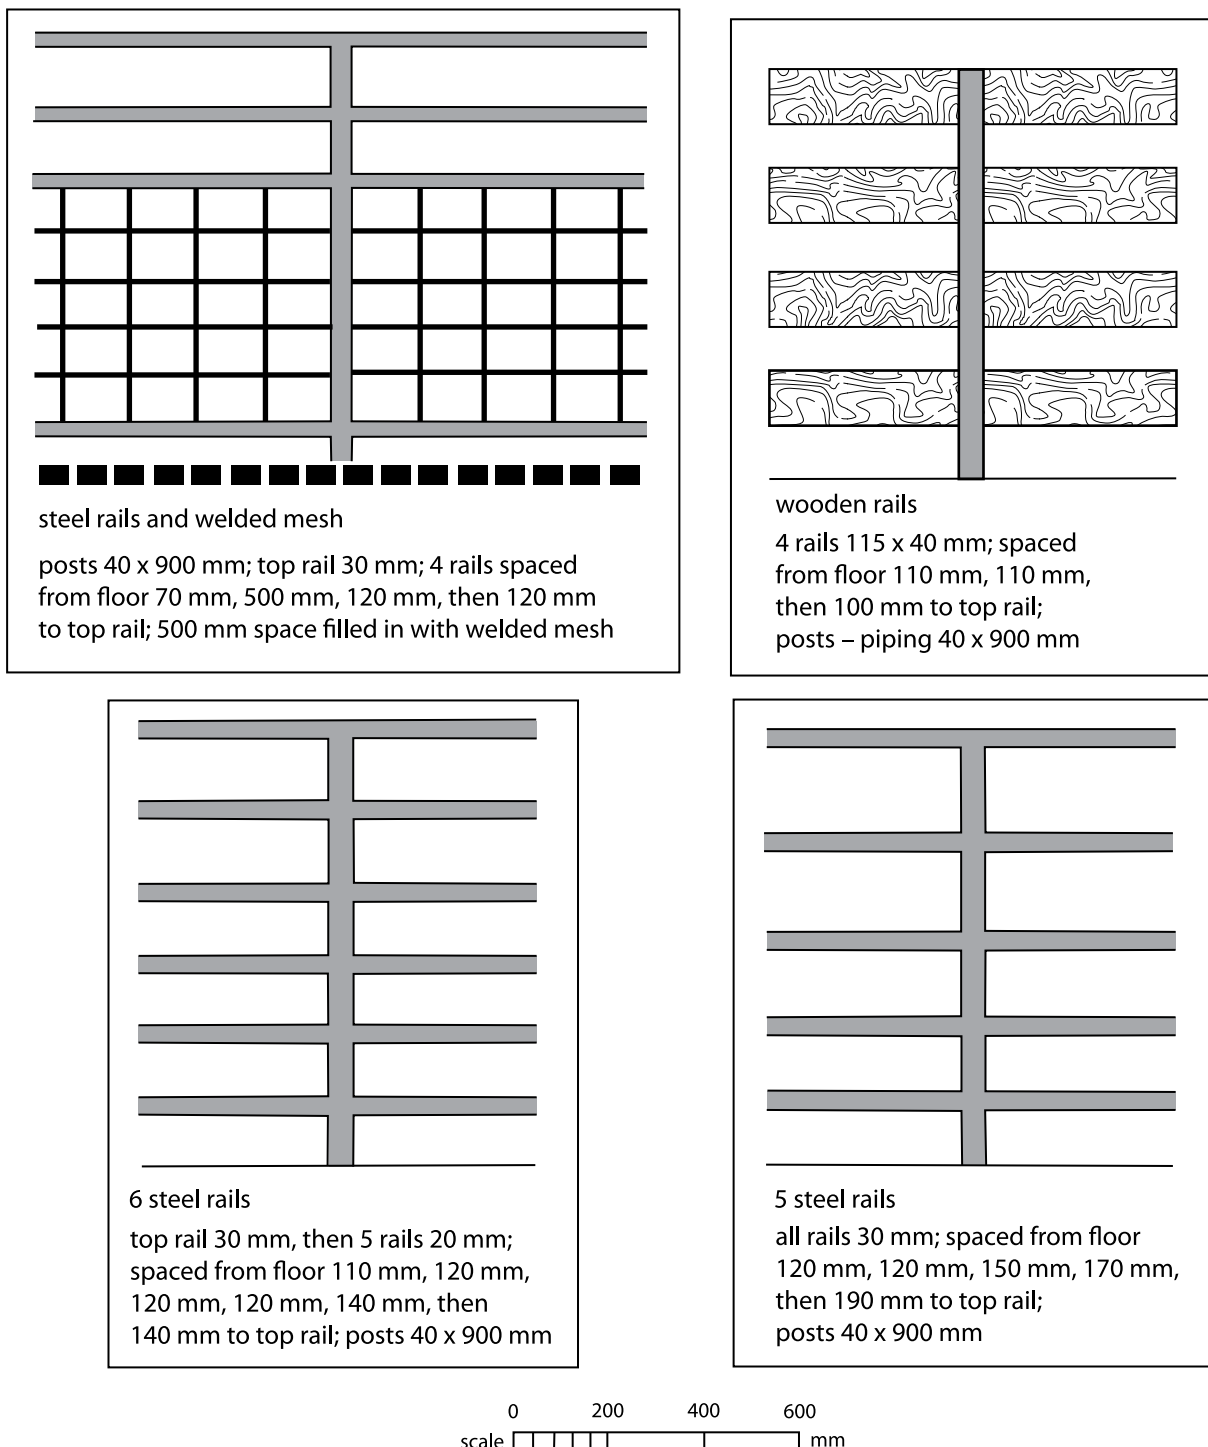 steel rails and welded mesh
posts 40 x 900 mm; top rail 30 mm; 4 rails spaced
from floor 70 mm, 500 mm, 120 mm, then 120 mm
to top rail; 500 mm space filled in with welded mesh
wooden rails
4 rails 115 x 40 mm; spaced
from floor 110 mm, 110 mm,
then 100 mm to top rail;
posts – piping 40 x 900 mm
6 steel rails
top rail 30 mm, then 5 rails 20 mm;
spaced from floor 110 mm, 120 mm,
120 mm, 120 mm, 140 mm, then
140 mm to top rail; posts 40 x 900 mm
5 steel rails
all rails 30 mm; spaced from floor
120 mm, 120 mm, 150 mm, 170 mm,
then 190 mm to top rail;
posts 40 x 900 mm
0 200 400 600
scale mm